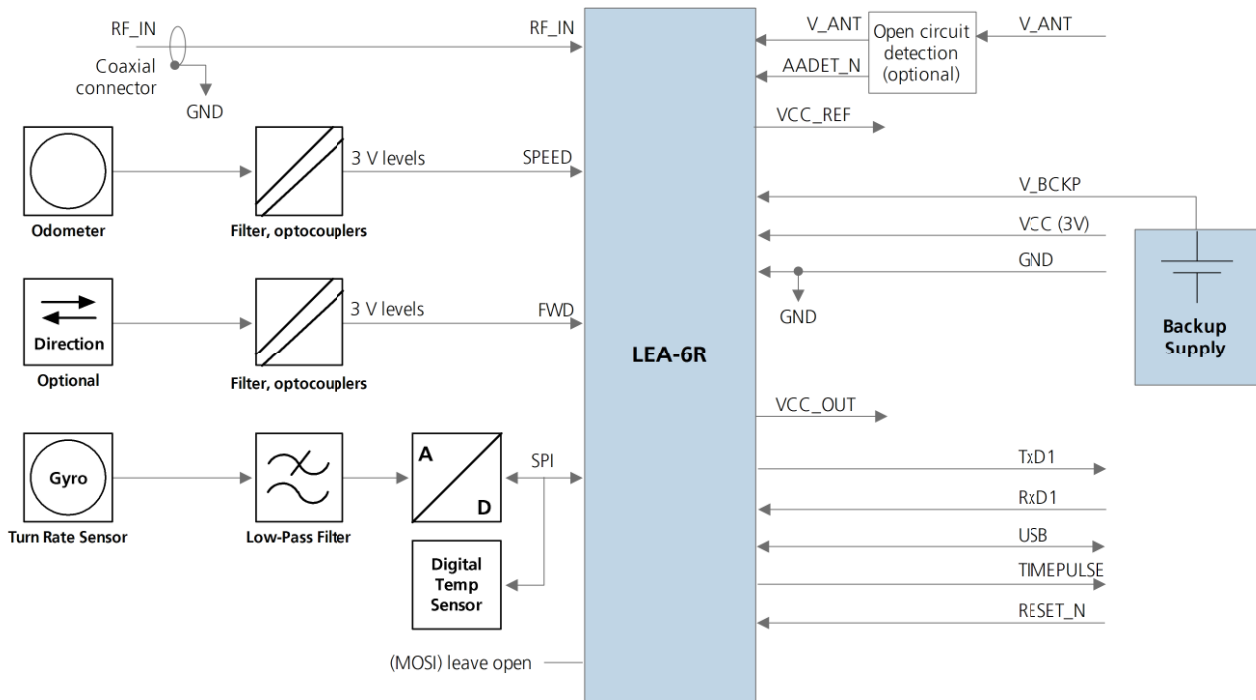 RF_IN
RF_IN
Coaxial
connector
GND
3 V levels
SPEED
Odometer
Filter, optocouplers
3 V levels
FWD
Direction
Optional
Filter, optocouplers
Gyro
A
D
SPI
Turn Rate Sensor
Low-Pass Filter
Digital
Temp
Sensor
(MOSI) leave open
LEA-6R
V_ANT
Open circuit
detection
(optional)
V_ANT
AADET_N
VCC_REF
V_BCKP
VCC (3V)
GND
GND
Backup
Supply
VCC_OUT
TxD1
RxD1
USB
TIMEPULSE
RESET_N